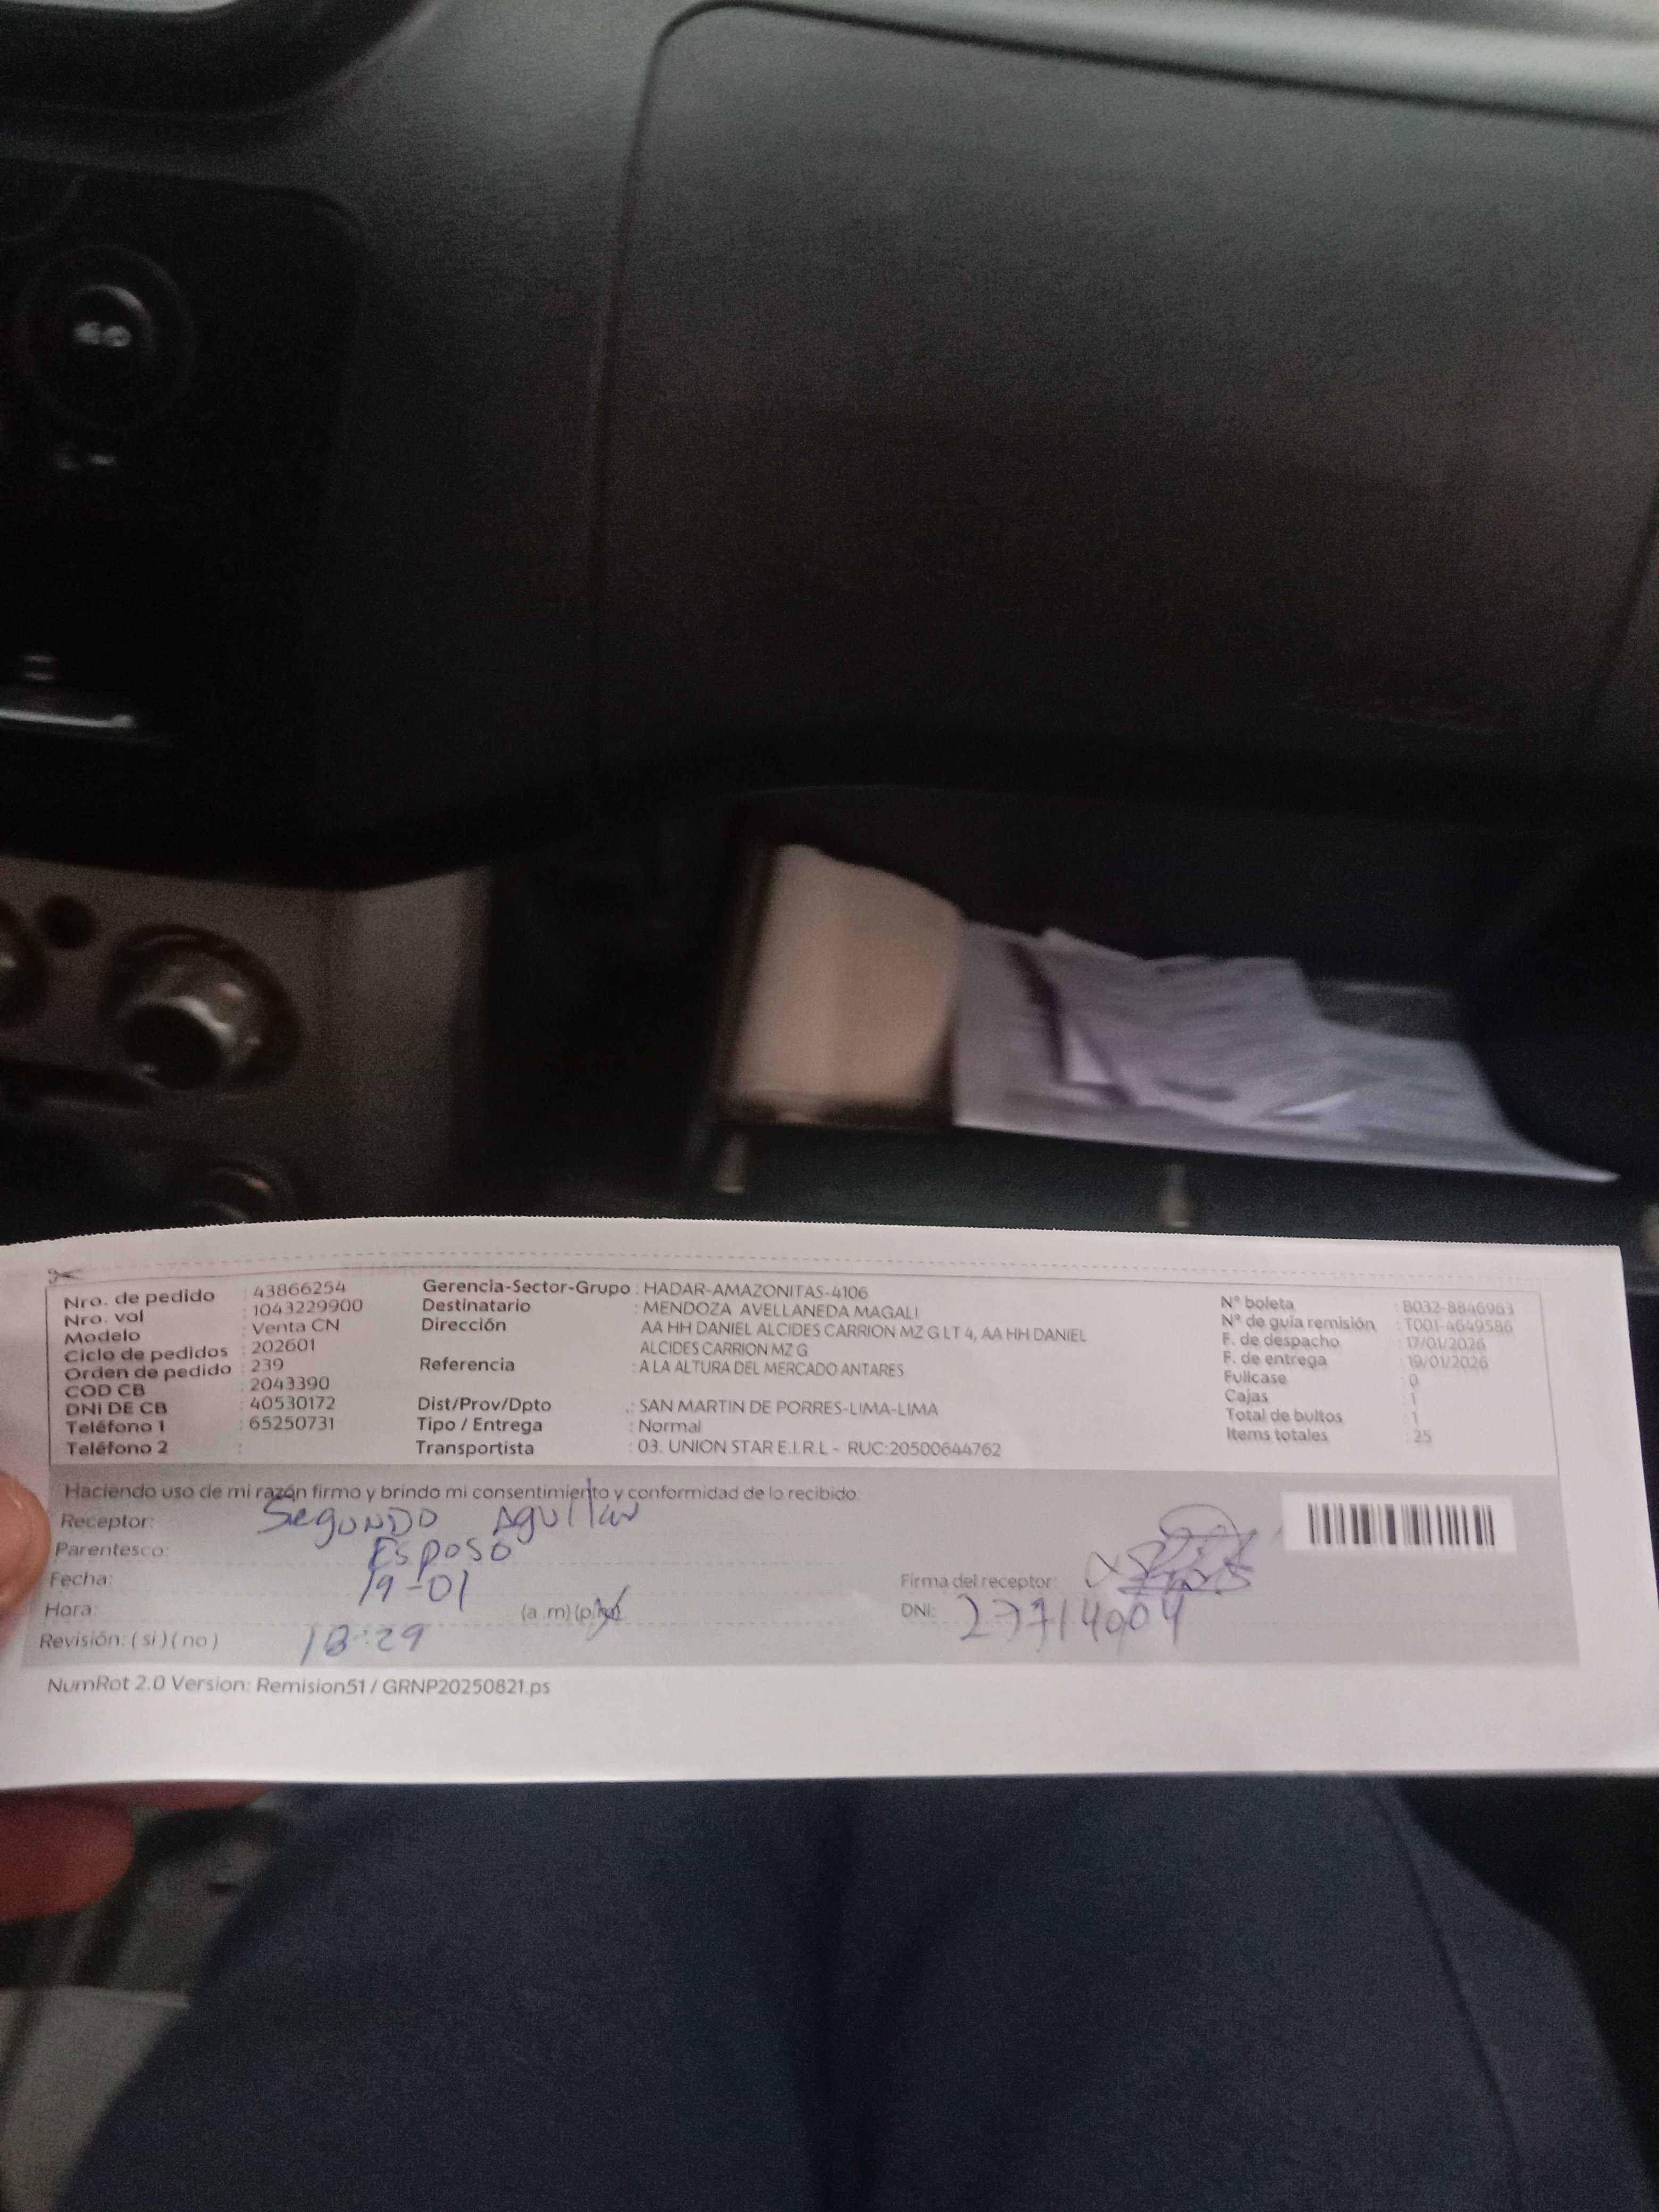 Nro. de pedido : 43866254
Nro. vol : 1043229900
Modelo : Venta CN
Ciclo de pedidos : 202601
Orden de pedido : 239
COD CB : 2043390
DNI DE CB : 40530172
Teléfono 1 : 65250731
Teléfono 2 :
Gerencia-Sector-Grupo : HADAR-AMAZONITAS-4106
Destinatario : MENDOZA AVELLANEDA MAGALI
Dirección : AA HH DANIEL ALCIDES CARRION MZ G LT 4, AA HH DANIEL
ALCIDES CARRION MZ G
Referencia : A LA ALTURA DEL MERCADO ANTARES
Dist/Prov/Dpto .: SAN MARTIN DE PORRES-LIMA-LIMA
Tipo / Entrega : Normal
Transportista : 03. UNION STAR E.I.R.L - RUC:20500644762
N° boleta : B032-8846963
N° de guia remisión : T001-4649586
F. de despacho : 17/01/2026
F. de entrega : 19/01/2026
Fullcase : 0
Cajas : 1
Total de bultos : 1
Items totales : 25
Haciendo uso de mi razón firmo y brindo mi consentimiento y conformidad de lo recibido:
Receptor: Segundo Aguilar
Parentesco: Esposo
Fecha: 19-01
Hora: 18:29 (a.m) (p.m)
Revisión: ( si ) ( no )
Firma del receptor:
DNI: 27714004
NumRot 2.0 Version: Remision51 / GRNP20250821.ps